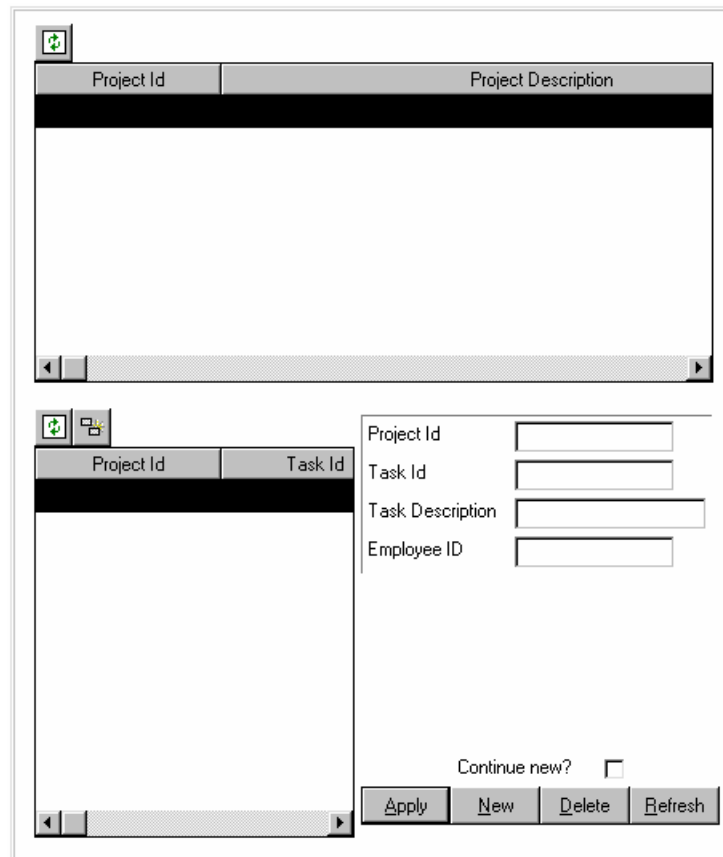 Project Id Project Description
Project Id Task Id
Project Id
Task Id
Task Description
Employee ID
Continue new?
Apply New Delete Refresh